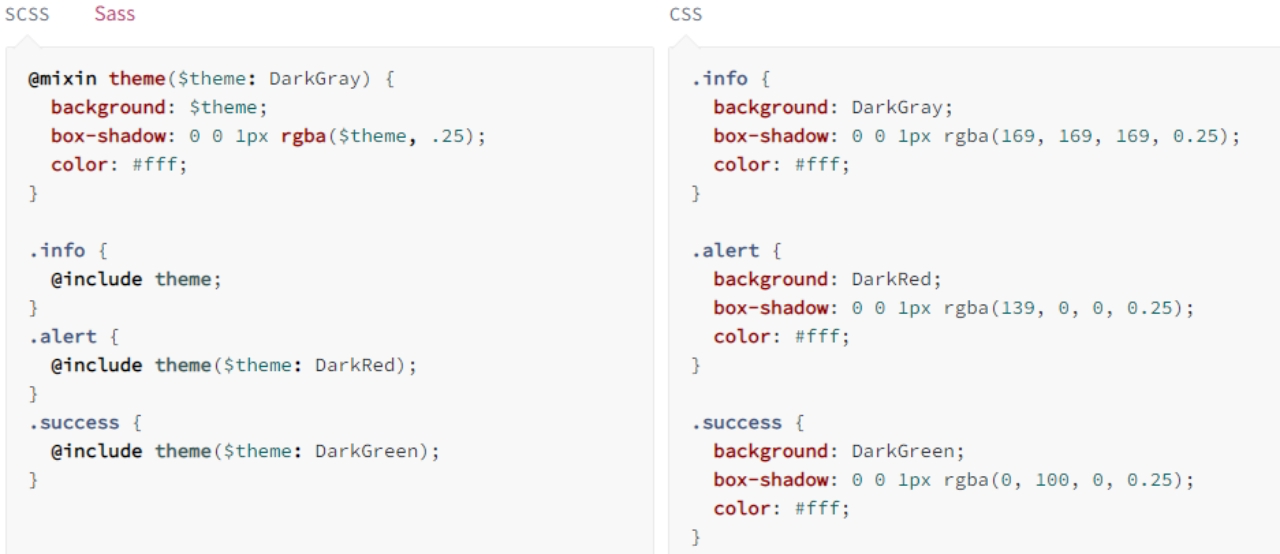 SCSS Sass
@mixin theme($theme: DarkGray) {
  background: $theme;
  box-shadow: 0 0 1px rgba($theme, .25);
  color: #fff;
}

.info {
  @include theme;
}
.alert {
  @include theme($theme: DarkRed);
}
.success {
  @include theme($theme: DarkGreen);
}
CSS
.info {
  background: DarkGray;
  box-shadow: 0 0 1px rgba(169, 169, 169, 0.25);
  color: #fff;
}

.alert {
  background: DarkRed;
  box-shadow: 0 0 1px rgba(139, 0, 0, 0.25);
  color: #fff;
}

.success {
  background: DarkGreen;
  box-shadow: 0 0 1px rgba(0, 100, 0, 0.25);
  color: #fff;
}